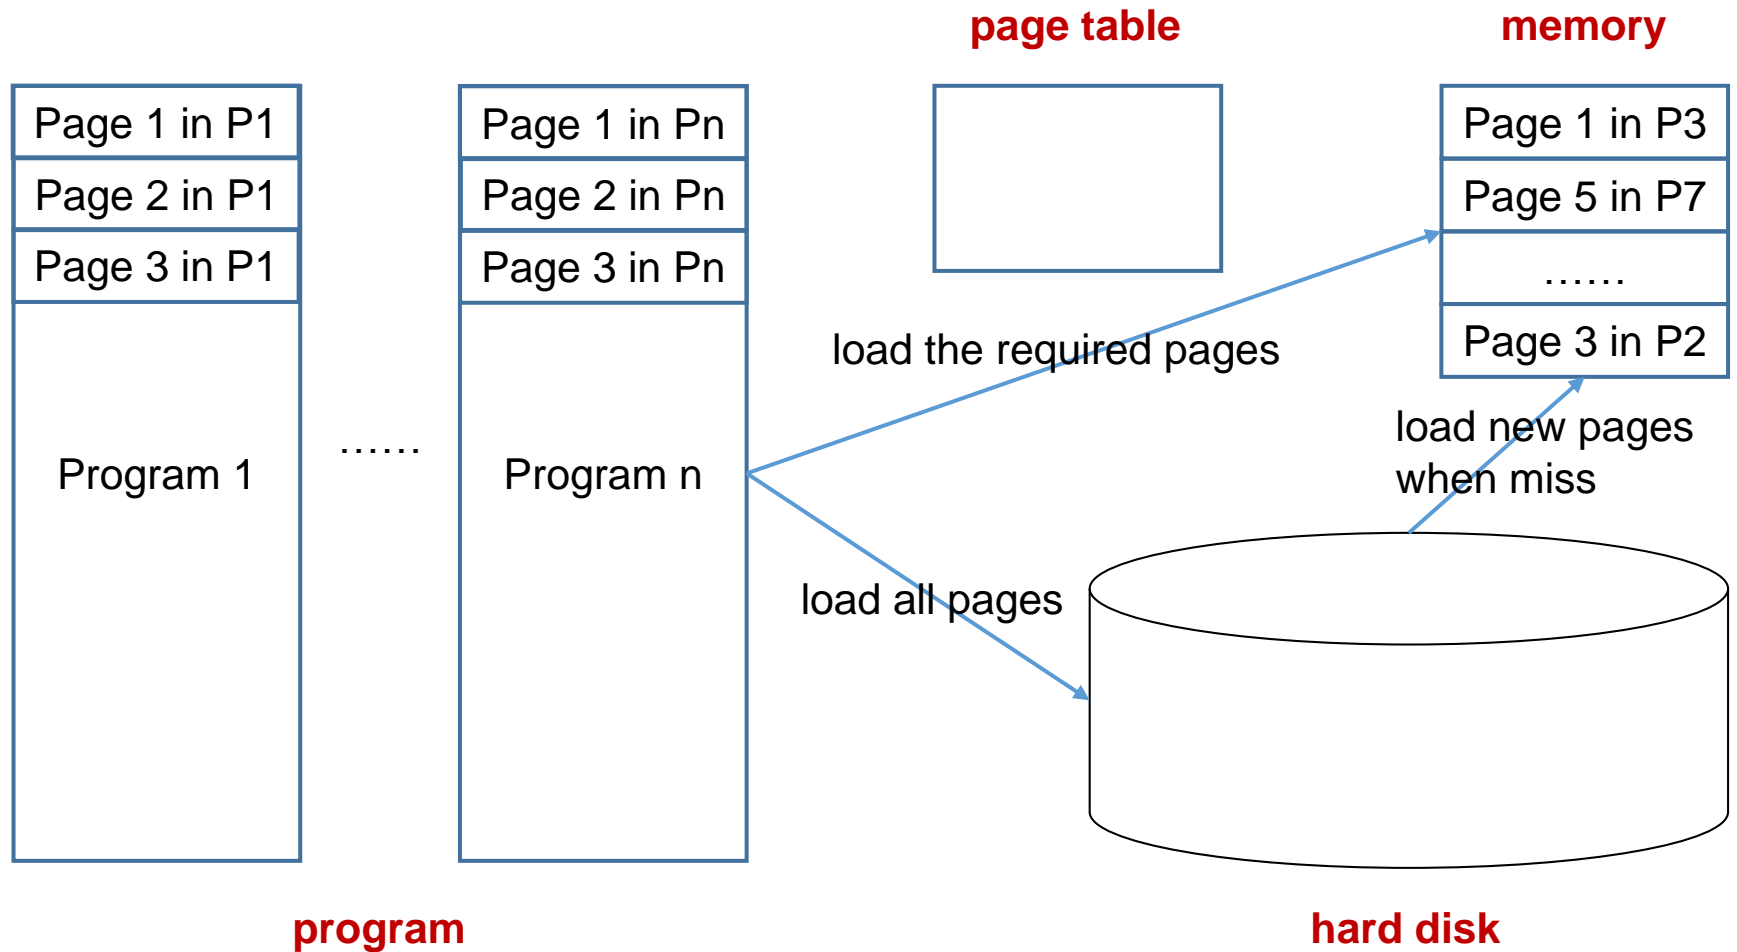 page table
memory
Page 1 in P1
Page 2 in P1
Page 3 in P1
Program 1
……
Page 1 in Pn
Page 2 in Pn
Page 3 in Pn
Program n
Page 1 in P3
Page 5 in P7
……
Page 3 in P2
load the required pages
load new pages
when miss
load all pages
program
hard disk